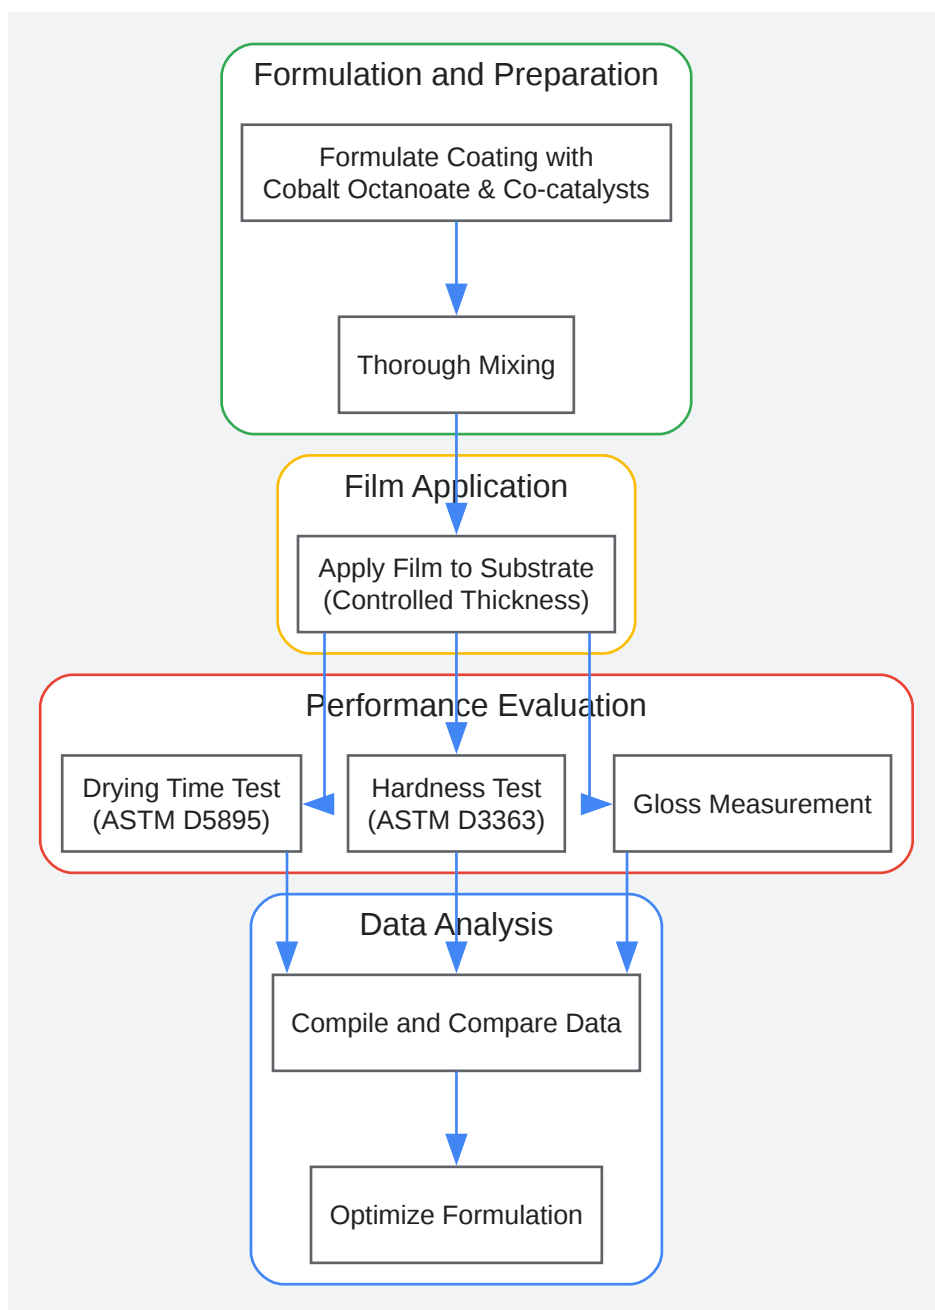 Formulation and Preparation
Formulate Coating with
Cobalt Octanoate & Co-catalysts
Thorough Mixing
Film Application
Apply Film to Substrate
(Controlled Thickness)
Performance Evaluation
Drying Time Test
(ASTM D5895)
Hardness Test
(ASTM D3363)
Gloss Measurement
Data Analysis
Compile and Compare Data
Optimize Formulation